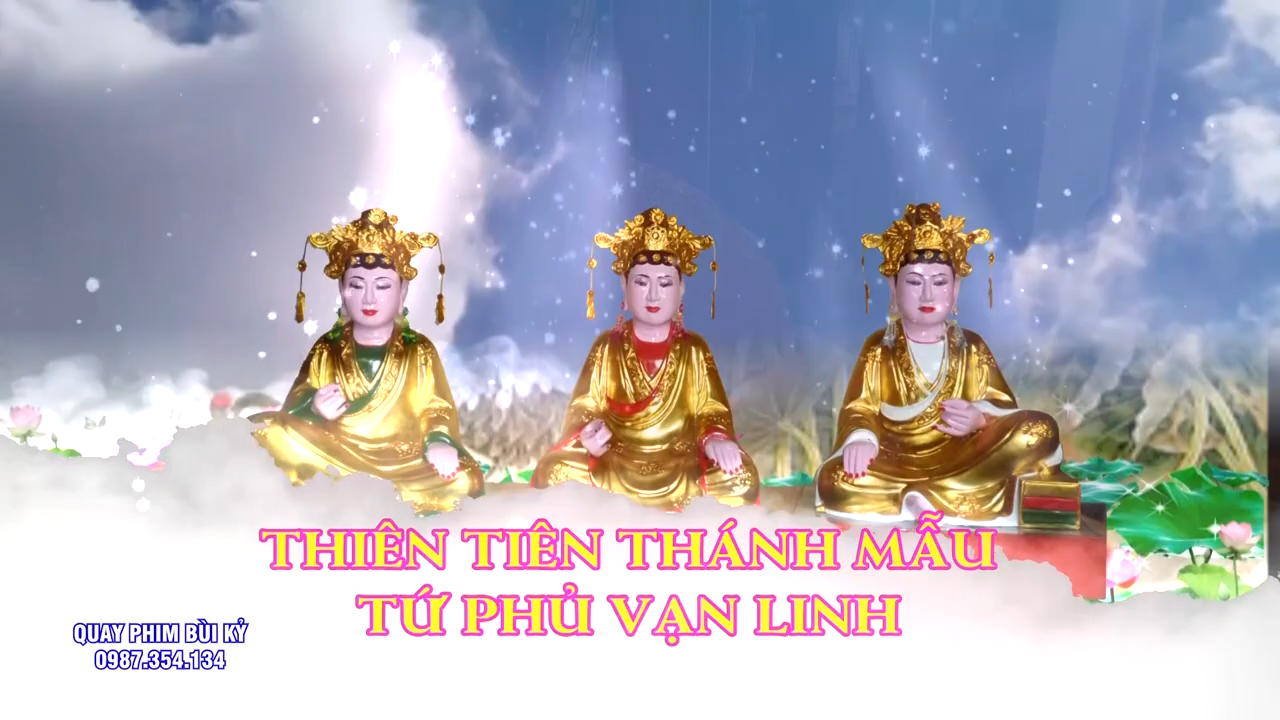 THIÊN TIÊN THÁNH MẪU
TỨ PHỦ VẠN LINH
QUAY PHIM BÙI KỶ
0987.354.134